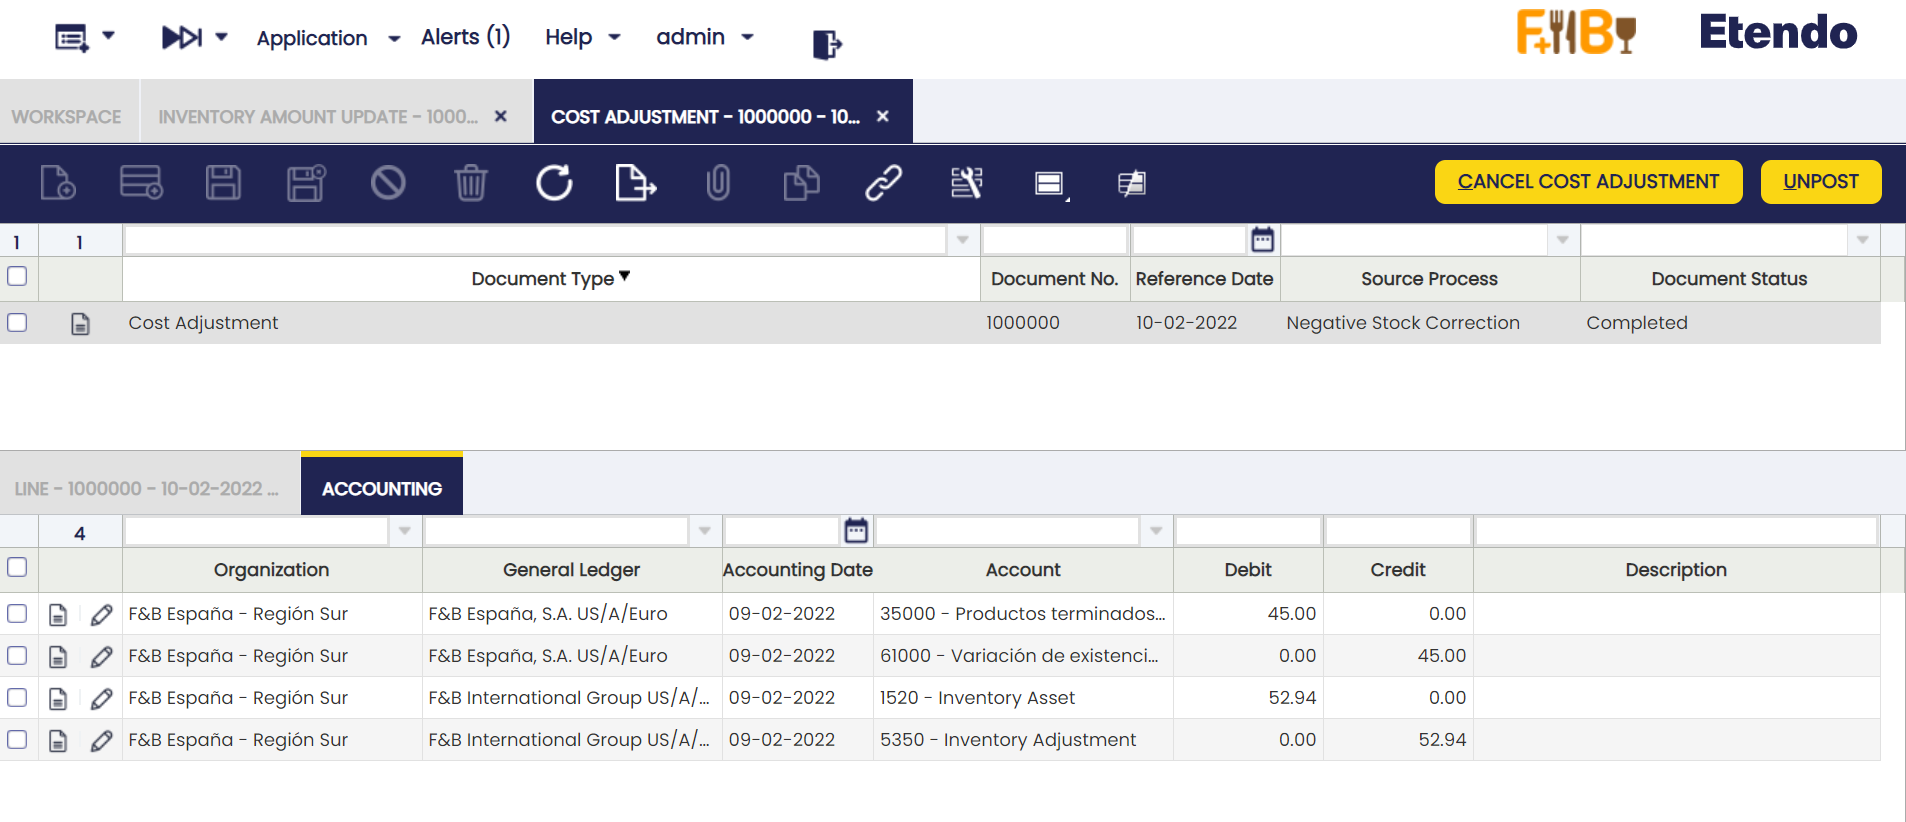 Application Alerts (1) Help admin F+B Etendo
WORKSPACE INVENTORY AMOUNT UPDATE - 1000... × COST ADJUSTMENT - 1000000 - 10... ×
CANCEL COST ADJUSTMENT UNPOST
1 1
Document Type Document No. Reference Date Source Process Document Status
Cost Adjustment 1000000 10-02-2022 Negative Stock Correction Completed
LINE - 1000000 - 10-02-2022 ... ACCOUNTING
4
Organization General Ledger Accounting Date Account Debit Credit Description
F&B España - Región Sur F&B España, S.A. US/A/Euro 09-02-2022 35000 - Productos terminados... 45.00 0.00
F&B España - Región Sur F&B España, S.A. US/A/Euro 09-02-2022 61000 - Variación de existenci... 0.00 45.00
F&B España - Región Sur F&B International Group US/A/... 09-02-2022 1520 - Inventory Asset 52.94 0.00
F&B España - Región Sur F&B International Group US/A/... 09-02-2022 5350 - Inventory Adjustment 0.00 52.94